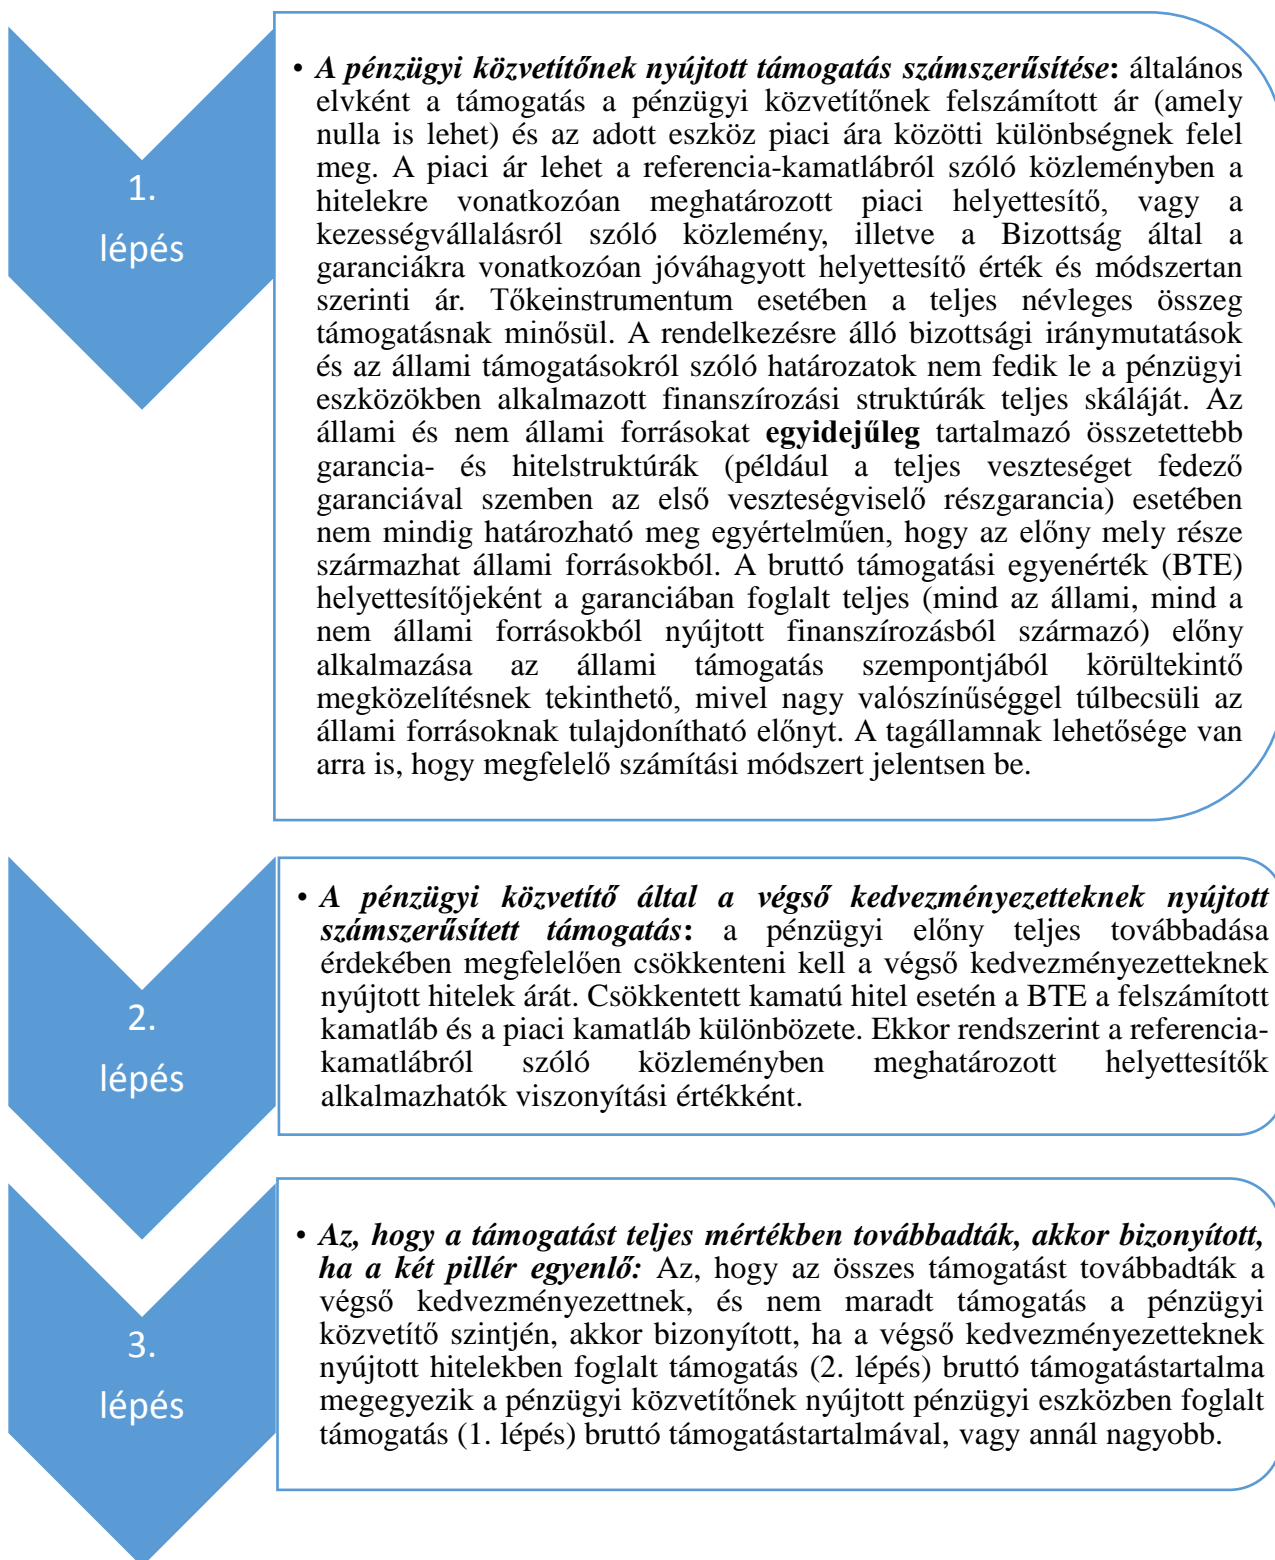 1.
lépés
• A pénzügyi közvetítőnek nyújtott támogatás számszerűsítése: általános
elvként a támogatás a pénzügyi közvetítőnek felszámított ár (amely
nulla is lehet) és az adott eszköz piaci ára közötti különbségnek felel
meg. A piaci ár lehet a referencia-kamatlábról szóló közleményben a
hitelekre vonatkozóan meghatározott piaci helyettesítő, vagy a
kezességvállalásról szóló közlemény, illetve a Bizottság által a
garanciákra vonatkozóan jóváhagyott helyettesítő érték és módszertan
szerinti ár. Tőkeinstrumentum esetében a teljes névleges összeg
támogatásnak minősül. A rendelkezésre álló bizottsági iránymutatások
és az állami támogatásokról szóló határozatok nem fedik le a pénzügyi
eszközökben alkalmazott finanszírozási struktúrák teljes skáláját. Az
állami és nem állami forrásokat egyidejűleg tartalmazó összetettebb
garancia- és hitelstruktúrák (például a teljes veszteséget fedező
garanciával szemben az első veszteségviselő részgarancia) esetében
nem mindig határozható meg egyértelműen, hogy az előny mely része
származhat állami forrásokból. A bruttó támogatási egyenérték (BTE)
helyettesítőjeként a garanciában foglalt teljes (mind az állami, mind a
nem állami forrásokból nyújtott finanszírozásból származó) előny
alkalmazása az állami támogatás szempontjából körültekintő
megközelítésnek tekinthető, mivel nagy valószínűséggel túlbecsüli az
állami forrásoknak tulajdonítható előnyt. A tagállamnak lehetősége van
arra is, hogy megfelelő számítási módszert jelentsen be.
2.
lépés
• A pénzügyi közvetítő által a végső kedvezményezetteknek nyújtott
számszerűsített támogatás: a pénzügyi előny teljes továbbadása
érdekében megfelelően csökkenteni kell a végső kedvezményezetteknek
nyújtott hitelek árát. Csökkentett kamatú hitel esetén a BTE a felszámított
kamatláb és a piaci kamatláb különbözete. Ekkor rendszerint a referencia-
kamatlábról szóló közleményben meghatározott helyettesítők
alkalmazhatók viszonyítási értékként.
3.
lépés
• Az, hogy a támogatást teljes mértékben továbbadták, akkor bizonyított,
ha a két pillér egyenlő: Az, hogy az összes támogatást továbbadták a
végső kedvezményezettnek, és nem maradt támogatás a pénzügyi
közvetítő szintjén, akkor bizonyított, ha a végső kedvezményezetteknek
nyújtott hitelekben foglalt támogatás (2. lépés) bruttó támogatástartalma
megegyezik a pénzügyi közvetítőnek nyújtott pénzügyi eszközben foglalt
támogatás (1. lépés) bruttó támogatástartalmával, vagy annál nagyobb.